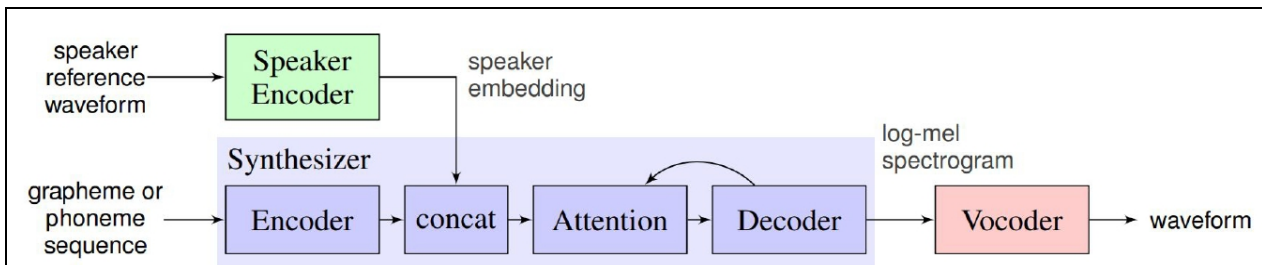 speaker
reference
waveform
Speaker
Encoder
speaker
embedding
Synthesizer
log-mel
spectrogram
grapheme or
phoneme
sequence
Encoder
concat
Attention
Decoder
Vocoder
waveform